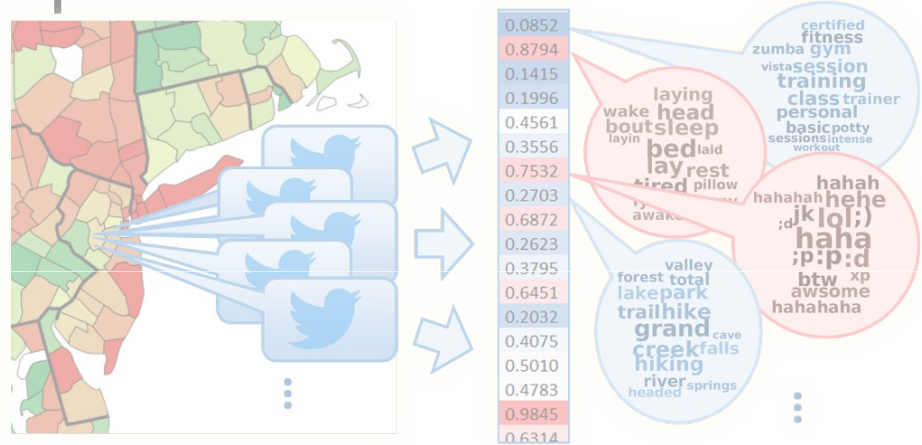 0.0852
0.8794
0.1415
0.1996
0.4561
0.3556
0.7532
0.2703
0.6872
0.2623
0.3795
0.6451
0.2032
0.4075
0.5010
0.4783
0.9845
0.6314
certified
fitness
zumba gym
vista session
training
class trainer
personal
basic potty
sessions intense
workout
laying
wake head
bout sleep
layin
bed laid
lay rest
tired pillow
hahah
hahahah hehe
;d jk lol ;)
haha
;p :p :d
btw xp
awsome
hahahaha
valley
forest total
lake park
trail hike
grand cave
creek falls
hiking
river
headed springs